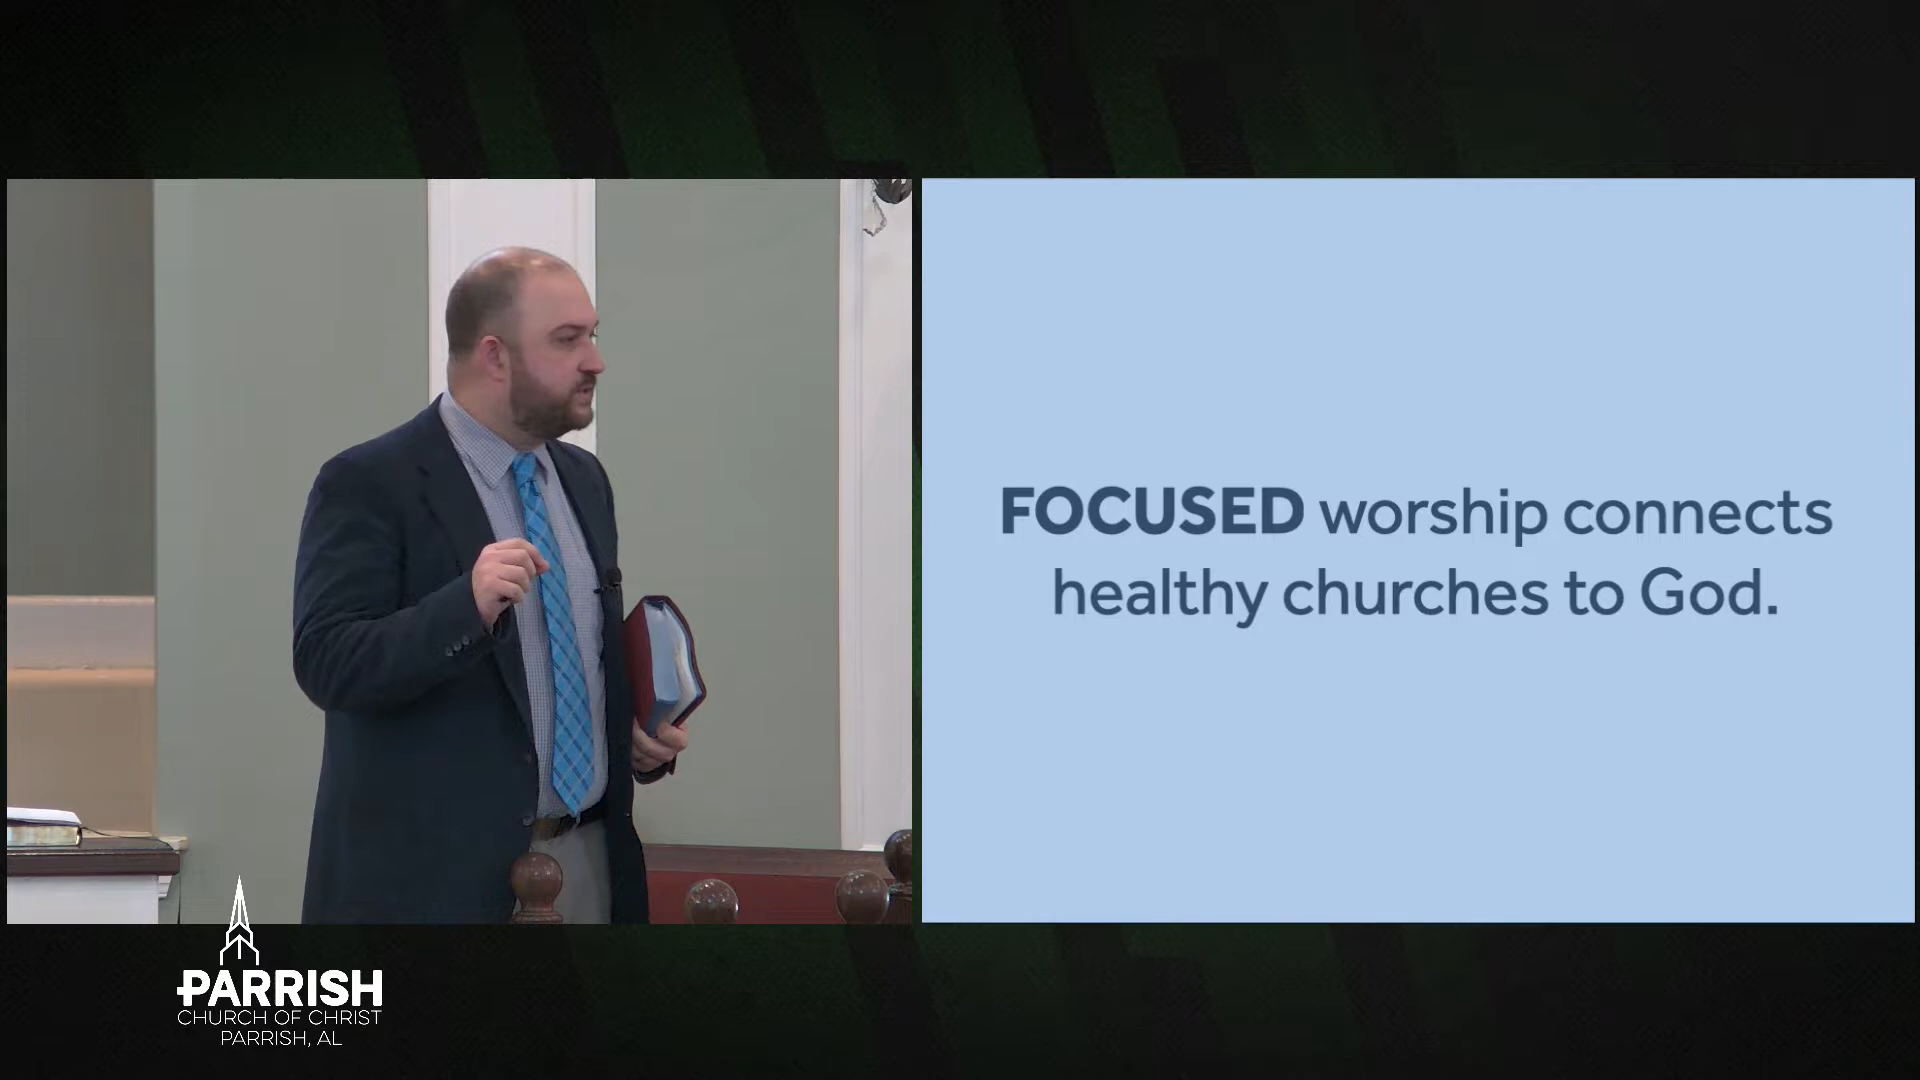 FOCUSED worship connects
healthy churches to God.
PARRISH
CHURCH OF CHRIST
PARRISH, AL